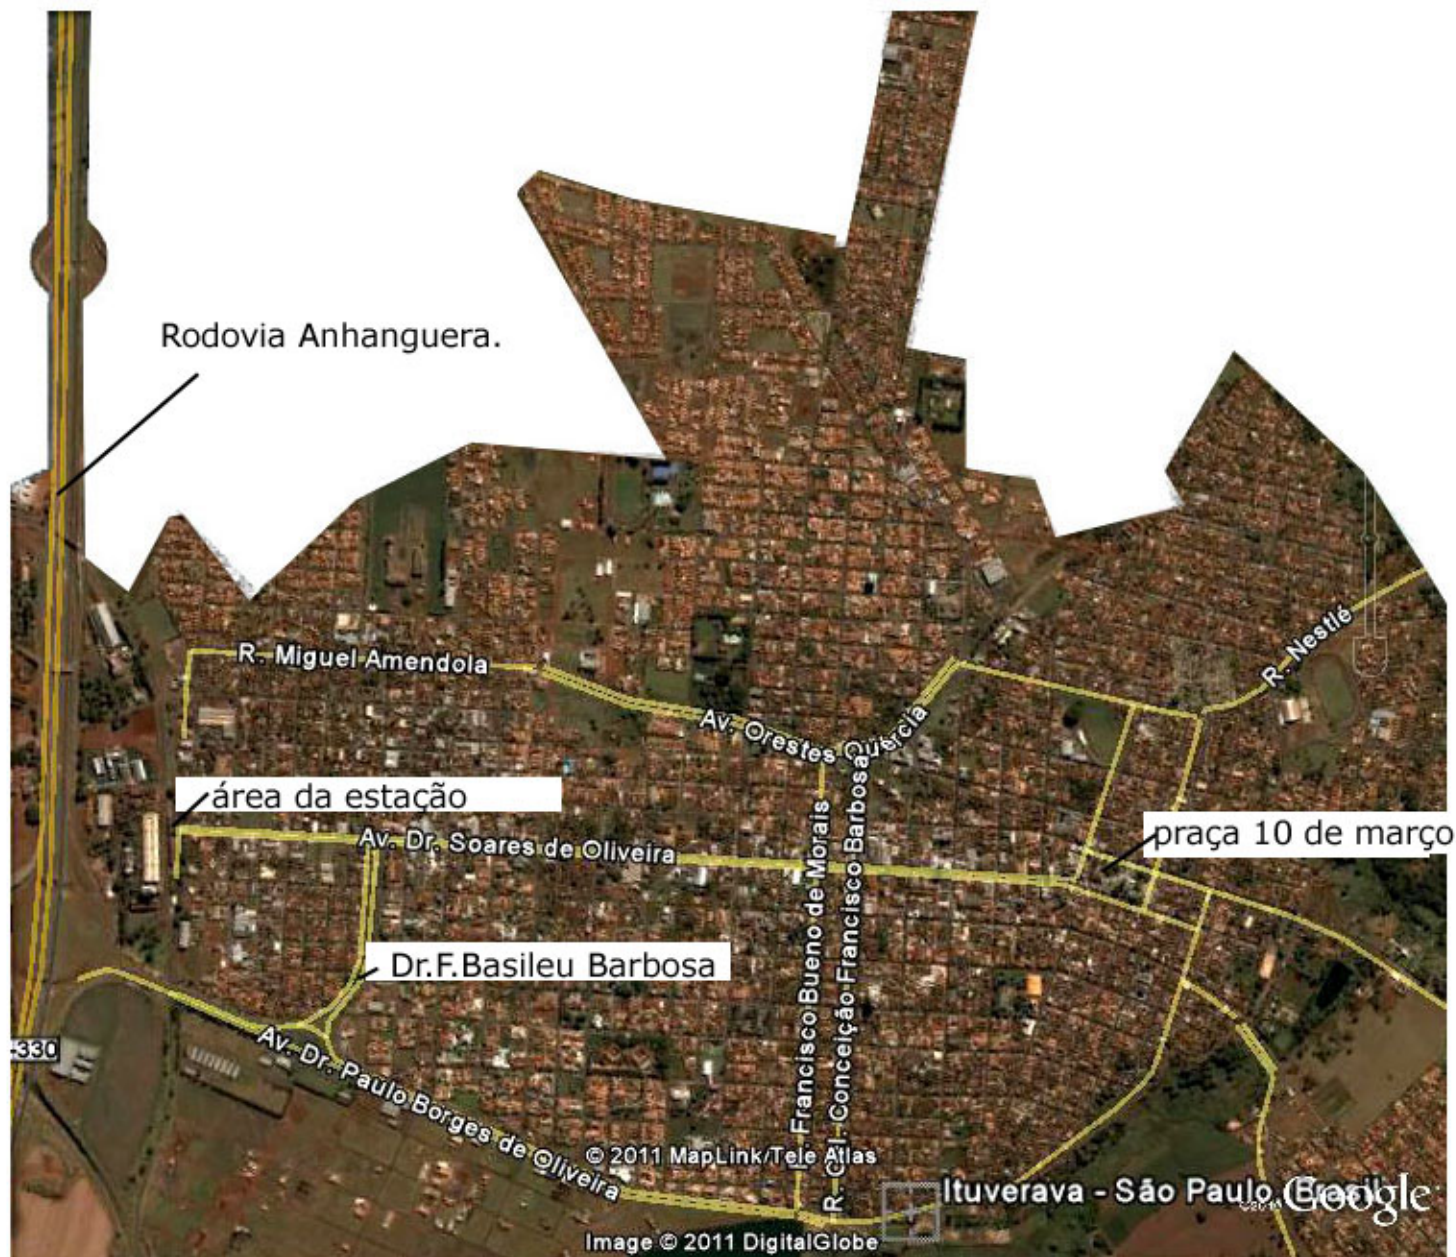 Rodovia Anhanguera.
R. Nestlé
R. Miguel Amendola
Av. Orestes Quércia
área da estação
praça 10 de março
Av. Dr. Soares de Oliveira
Francisco Bueno de Morais
R. Cel. Conceição Francisco Barbosa
Dr.F.Basileu Barbosa
-330
Av. Dr. Paulo Borges de Oliveira
© 2011 MapLink/Tele Atlas
Ituverava - São Paulo, Brasil
Google
Image © 2011 DigitalGlobe